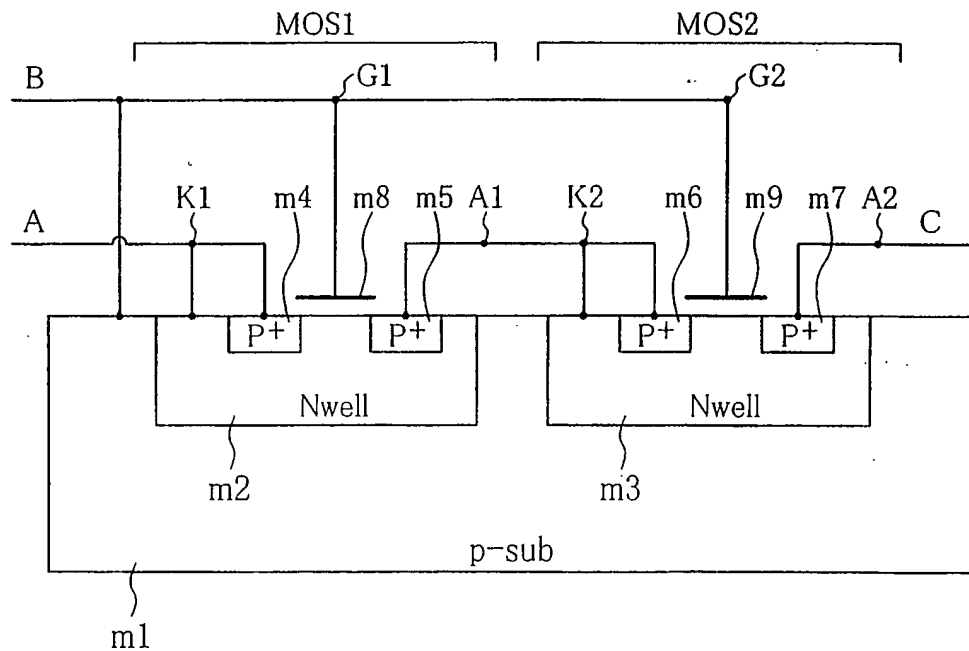 MOS1 MOS2
B G1 G2
K1 m4 m8 m5 A1 K2 m6 m9 m7 A2
A C
P+ P+ P+ P+
Nwell Nwell
m2 m3
p-sub
m1